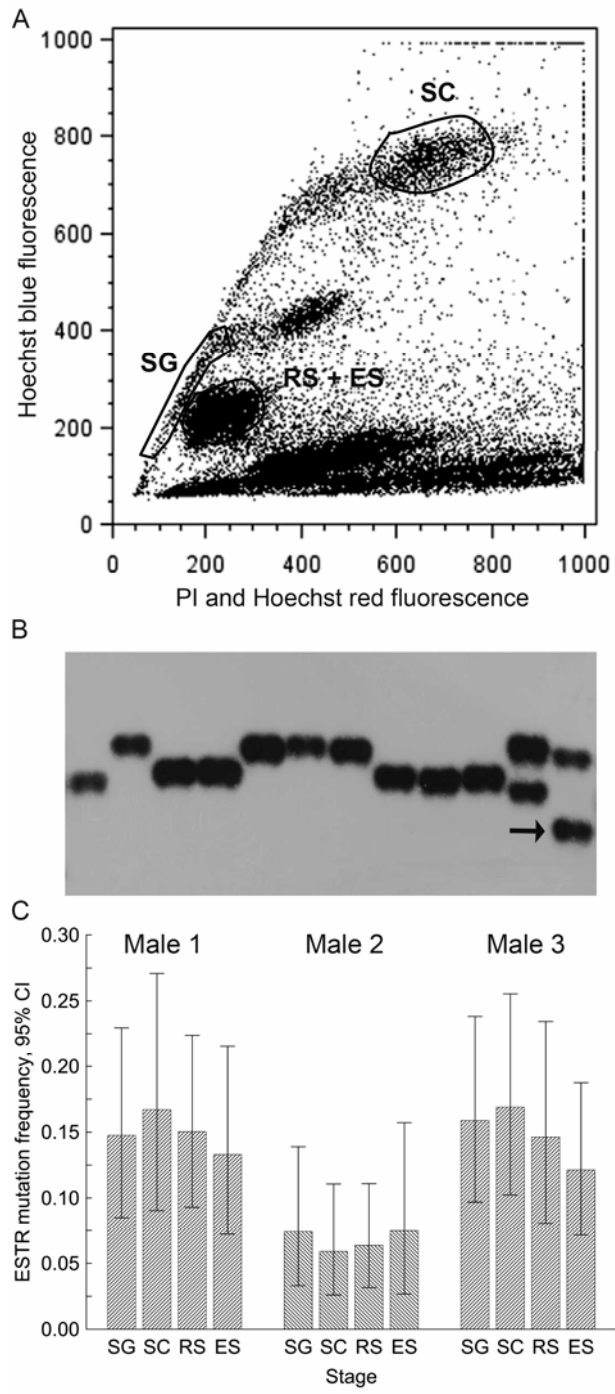 A
1000
800
600
400
200
0
Hoechst blue fluorescence
SC
SG
RS + ES
0 200 400 600 800 1000
PI and Hoechst red fluorescence
B
C
0.30
0.25
0.20
0.15
0.10
0.05
0.00
ESTR mutation frequency, 95% CI
Male 1 Male 2 Male 3
SG SC RS ES SG SC RS ES SG SC RS ES
Stage